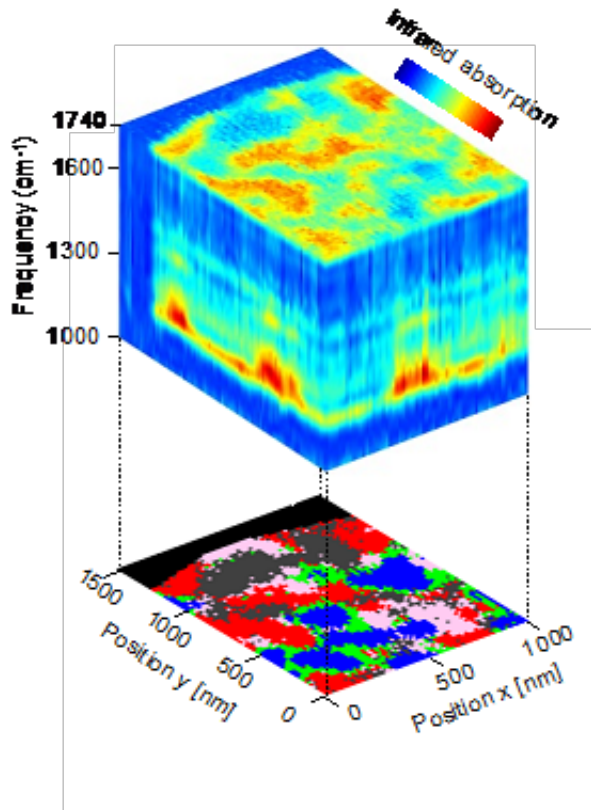 Infrared absorption
1740
1600
1300
1000
Frequency (cm-1)
1500
1000
500
0
Position y [nm]
0
500
1000
Position x [nm]